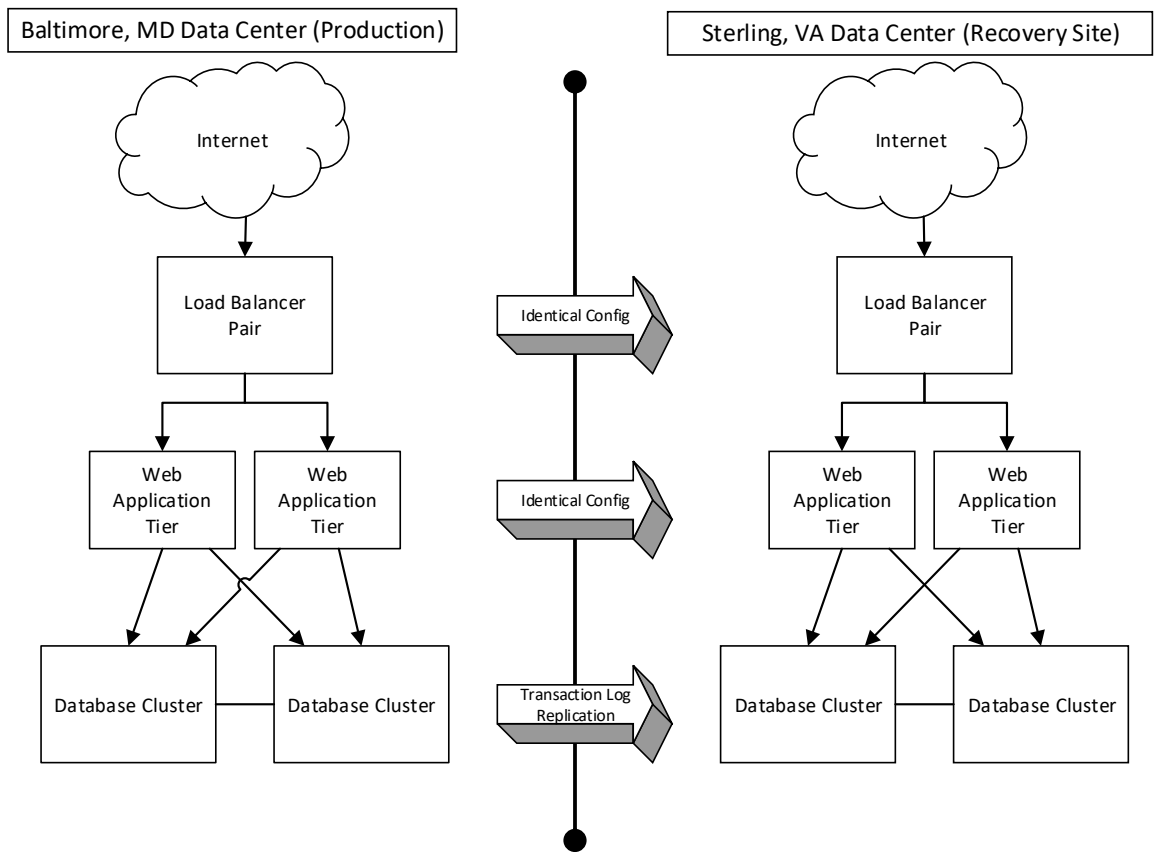 Baltimore, MD Data Center (Production)
Sterling, VA Data Center (Recovery Site)
Internet
Internet
Load Balancer
Pair
Identical Config
Load Balancer
Pair
Web
Application
Tier
Web
Application
Tier
Identical Config
Web
Application
Tier
Web
Application
Tier
Database Cluster
Database Cluster
Transaction Log
Replication
Database Cluster
Database Cluster